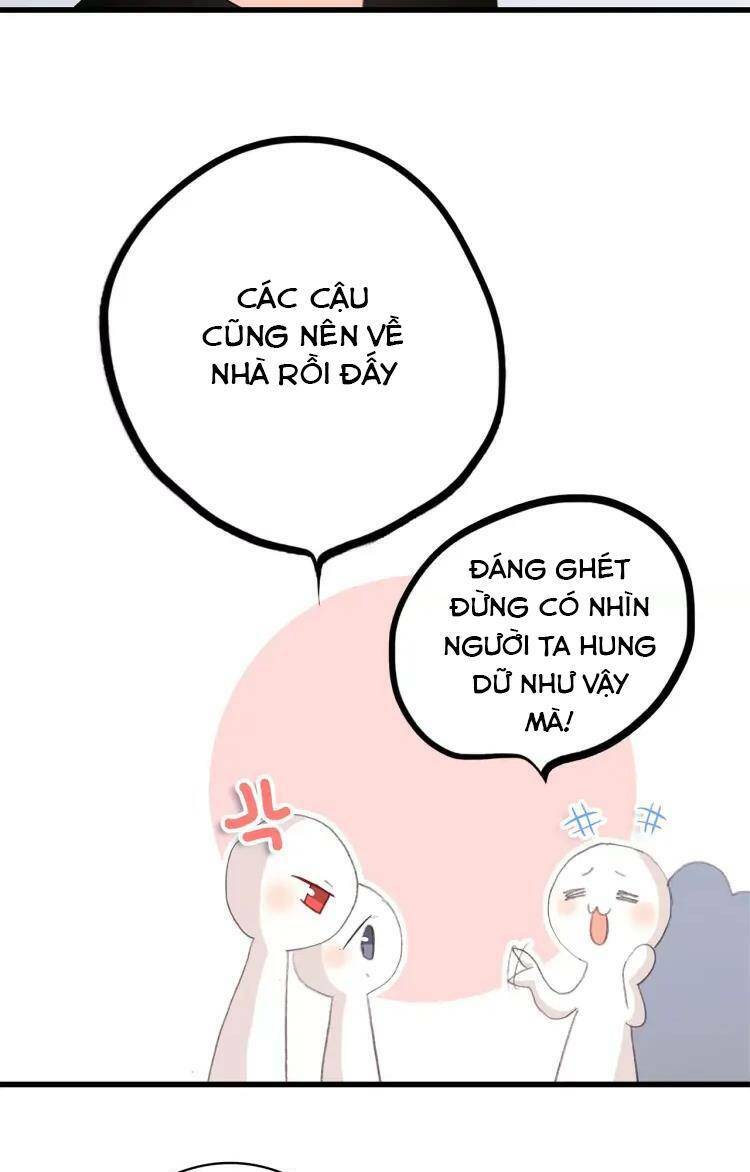 CÁC CẬU
CŨNG NÊN VỀ
NHÀ RỒI ĐẤY
ĐÁNG GHÉT
ĐỪNG CÓ NHÌN
NGƯỜI TA HUNG
DỮ NHƯ VẬY
MÀ!